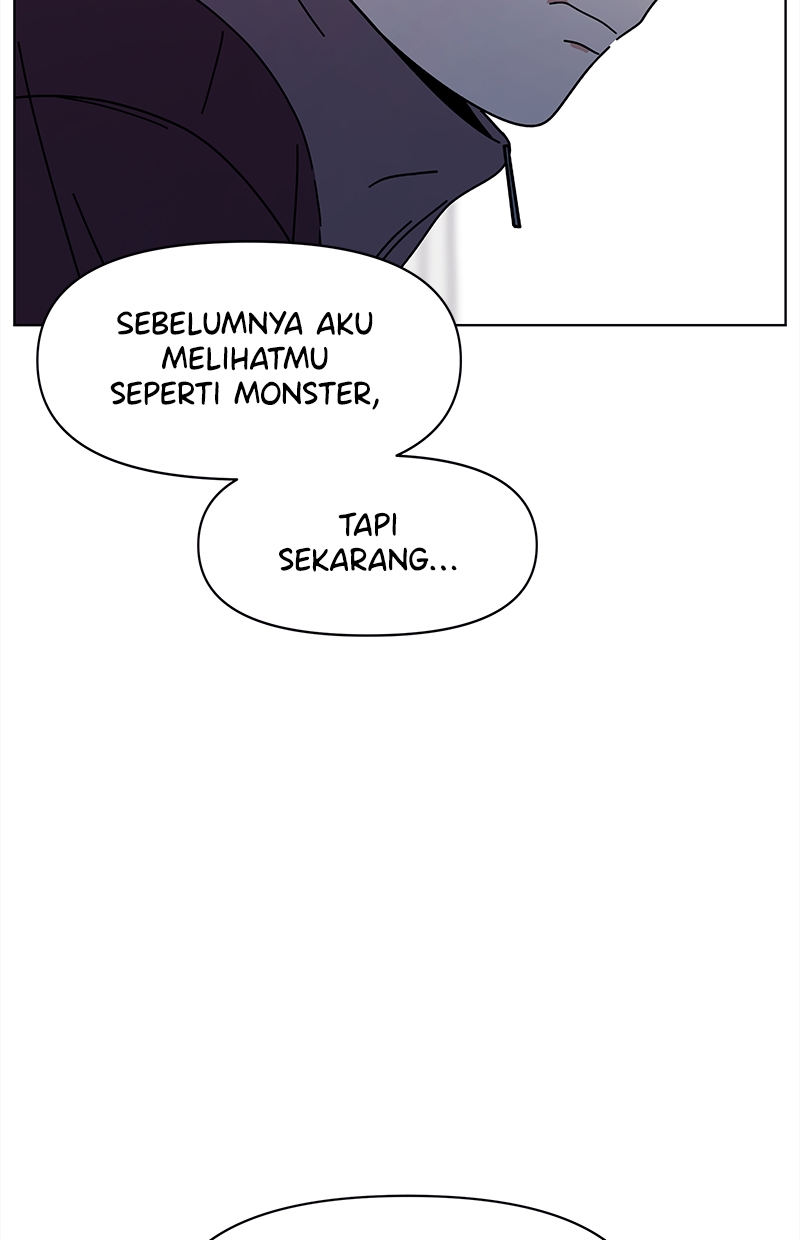 SEBELUMNYA AKU
MELIHATMU
SEPERTI MONSTER,
TAPI
SEKARANG...